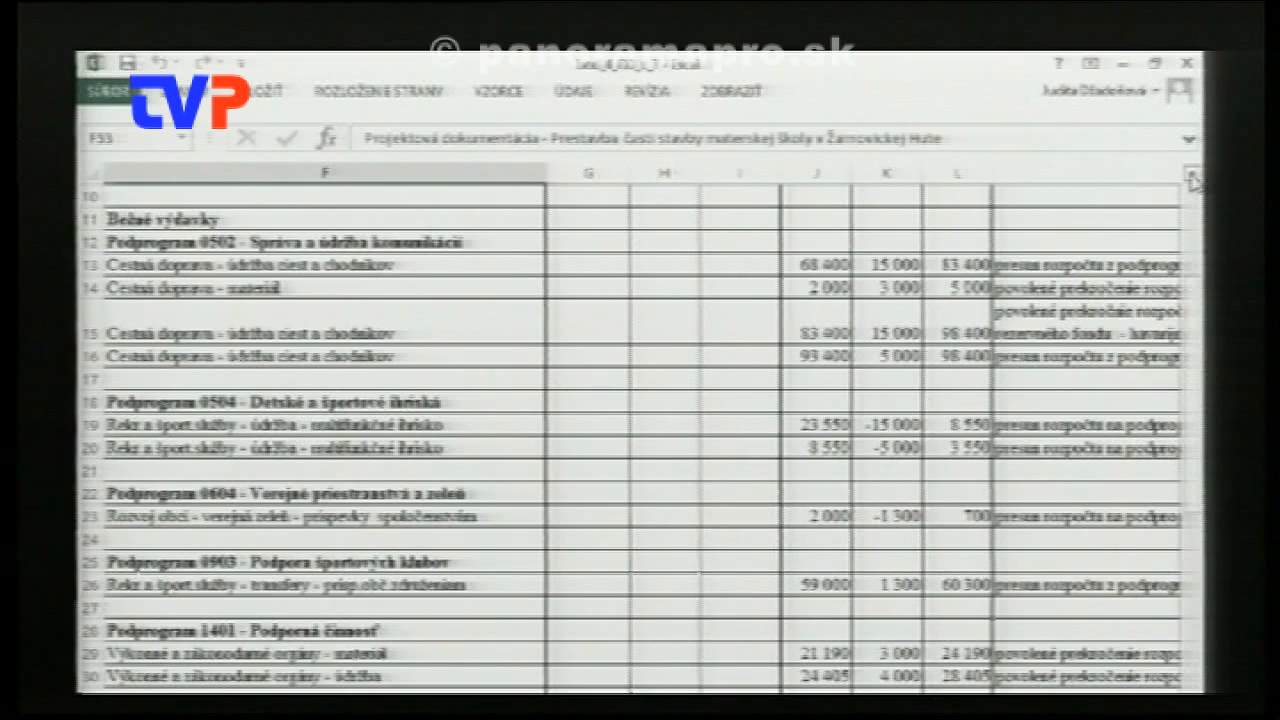 © panoramapro.sk
TVP
ROZLOŽENIE STRANY VZORCE ÚDAJE REVÍZIA ZOBRAZIŤ
F53 fx Projektová dokumentácia - Prestavba časti stavby materskej školy v Žarnovickej Hute
F G H I J K L
10
11 Bežné výdavky
12 Podprogram 0502 - Správa a údržba komunikácií
13 Cestná doprava - údržba ciest a chodníkov 68 400 15 000 83 400 presun rozpočtu z podprogr
14 Cestná doprava - materiál 2 000 3 000 5 000 povolené prekročenie rozpo
povolené prekročnie rozpoč
15 Cestná doprava - údržba ciest a chodníkov 83 400 15 000 98 400 rezervného fondu - havarij
16 Cestná doprava - údržba ciest a chodníkov 93 400 5 000 98 400 presun rozpočtu z podprogr
17
18 Podprogram 0504 - Detské a športové ihriská
19 Rekr a šport.služby - údržba - multifunkčné ihrisko 23 550 -15 000 8 550 presun rozpočtu na podprog
20 Rekr a šport.služby - údržba - multifunkčné ihrisko 8 550 -5 000 3 550 presun rozpočtu na podprog
21
22 Podprogram 0604 - Verejné priestranstvá a zeleň
23 Rozvoj obcí - verejná zeleň - príspevky spoločenstvám 2 000 -1 300 700 presun rozpočtu na podprog
24
25 Podprogram 0903 - Podpora športových klubov
26 Rekr a šport.služby - transfery - prísp.obč.združeniam 59 000 1 300 60 300 presun rozpočtu z podprogr
27
28 Podprogram 1401 - Podporná činnosť
29 Výkonné a zákonodarné orgány - materiál 21 190 3 000 24 190 povolené prekročenie rozpo
30 Výkonné a zákonodarné orgány - údržba 24 405 4 000 28 405 povolené prekročenie rozpo